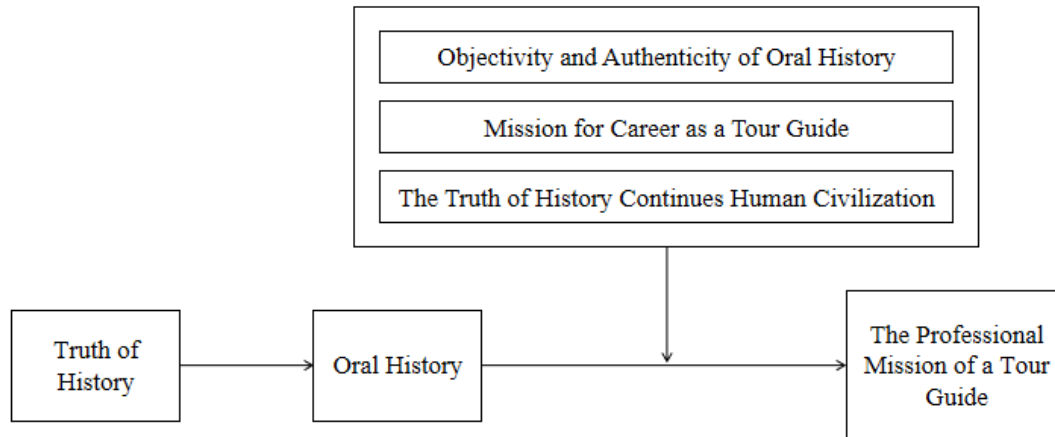 Objectivity and Authenticity of Oral History
Mission for Career as a Tour Guide
The Truth of History Continues Human Civilization
Truth of
History
Oral History
The Professional
Mission of a Tour
Guide